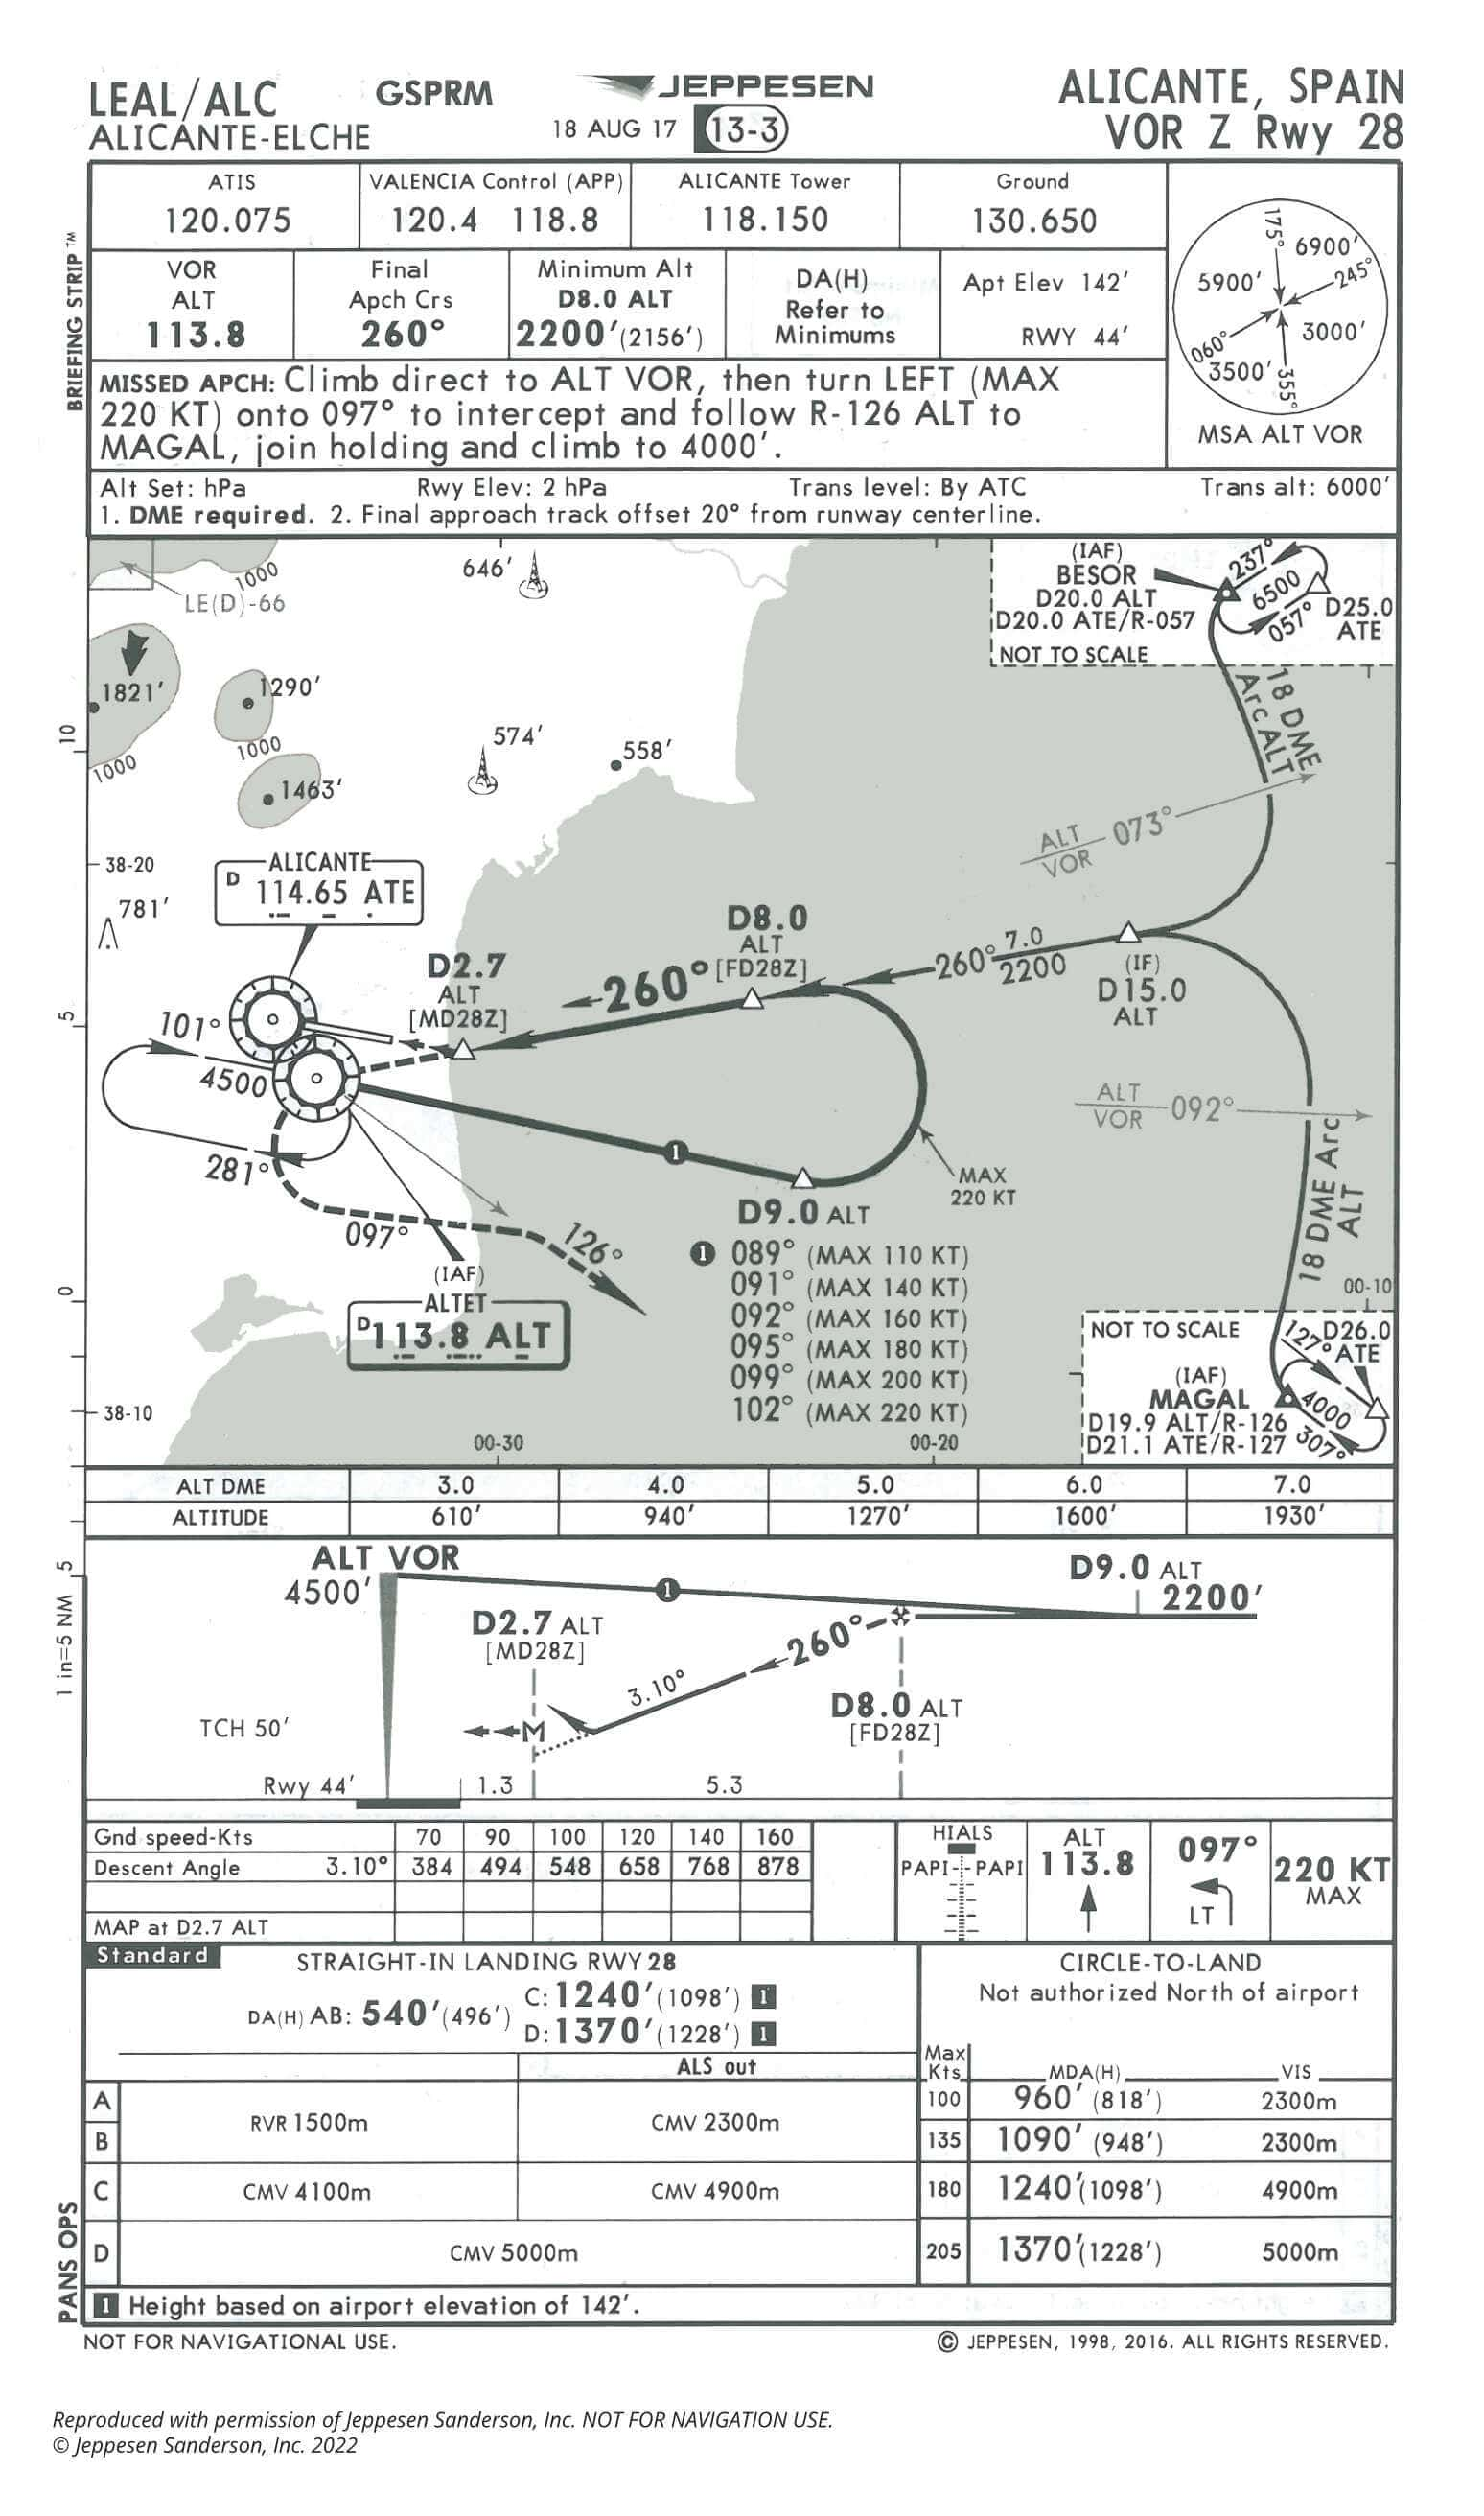 LEAL/ALC GSPRM JEPPESEN ALICANTE, SPAIN
ALICANTE-ELCHE 18 AUG 17 13-3 VOR Z Rwy 28
BRIEFING STRIP™
ATIS VALENCIA Control (APP) ALICANTE Tower Ground
120.075 120.4 118.8 118.150 130.650
VOR
ALT
113.8
Final
Apch Crs
260°
Minimum Alt
D8.0 ALT
2200′(2156′)
DA(H)
Refer to
Minimums
Apt Elev 142′
RWY 44′
175° 6900′
245°
5900′
3000′
060°
3500′
355°
MSA ALT VOR
MISSED APCH: Climb direct to ALT VOR, then turn LEFT (MAX
220 KT) onto 097° to intercept and follow R-126 ALT to
MAGAL, join holding and climb to 4000′.
Alt Set: hPa Rwy Elev: 2 hPa Trans level: By ATC Trans alt: 6000′
1. DME required. 2. Final approach track offset 20° from runway centerline.
1000
LE(D)-66
646′
(IAF)
BESOR
D20.0 ALT
D20.0 ATE/R-057
NOT TO SCALE
237°
6500
057°
D25.0
ATE
1821′
1000
1290′
1000
1463′
574′
558′
18 DME
Arc ALT
ALT
VOR
073°
10
38-20
781′
ALICANTE
D 114.65 ATE
D8.0
ALT
[FD28Z]
D2.7
ALT
[MD28Z]
260°
260° 7.0
2200
(IF)
D15.0
ALT
5
101°
4500
281°
ALT
VOR
092°
MAX
220 KT
D9.0 ALT
18 DME Arc
ALT
097°
126°
(IAF)
ALTET
D 113.8 ALT
1 089° (MAX 110 KT)
091° (MAX 140 KT)
092° (MAX 160 KT)
095° (MAX 180 KT)
099° (MAX 200 KT)
102° (MAX 220 KT)
0
00-10
NOT TO SCALE
127°
D26.0
ATE
(IAF)
MAGAL
D19.9 ALT/R-126
D21.1 ATE/R-127
4000
307°
38-10
00-30
00-20
1
ALT DME 3.0 4.0 5.0 6.0 7.0
ALTITUDE 610′ 940′ 1270′ 1600′ 1930′
1 in=5 NM 5
ALT VOR
4500′
1
D9.0 ALT
2200′
D2.7 ALT
[MD28Z]
260°
3.10°
D8.0 ALT
[FD28Z]
M
TCH 50′
Rwy 44′ 1.3 5.3
Gnd speed-Kts 70 90 100 120 140 160
Descent Angle 3.10° 384 494 548 658 768 878
MAP at D2.7 ALT
HIALS
PAPI PAPI
ALT
113.8
097°
LT
220 KT
MAX
Standard
STRAIGHT-IN LANDING RWY 28
DA(H) AB: 540′(496′)
C: 1240′(1098′) 1
D: 1370′(1228′) 1
ALS out
A
B
RVR 1500m CMV 2300m
C CMV 4100m CMV 4900m
D CMV 5000m
CIRCLE-TO-LAND
Not authorized North of airport
Max
Kts MDA(H) VIS
100 960′ (818′) 2300m
135 1090′ (948′) 2300m
180 1240′(1098′) 4900m
205 1370′(1228′) 5000m
PANS OPS
1 Height based on airport elevation of 142′.
NOT FOR NAVIGATIONAL USE. © JEPPESEN, 1998, 2016. ALL RIGHTS RESERVED.
Reproduced with permission of Jeppesen Sanderson, Inc. NOT FOR NAVIGATION USE.
© Jeppesen Sanderson, Inc. 2022